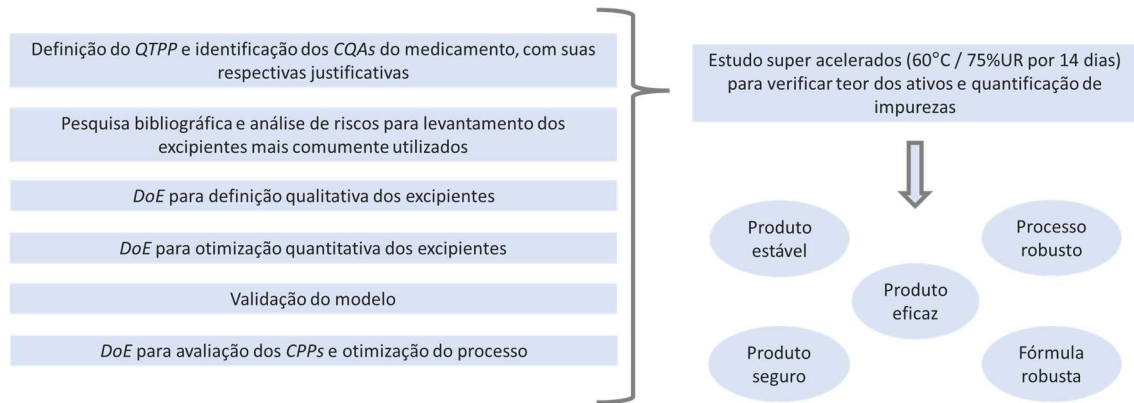 Definição do QTPP e identificação dos CQAs do medicamento, com suas
respectivas justificativas
Pesquisa bibliográfica e análise de riscos para levantamento dos
excipientes mais comumente utilizados
DoE para definição qualitativa dos excipientes
DoE para otimização quantitativa dos excipientes
Validação do modelo
DoE para avaliação dos CPPs e otimização do processo
Estudo super acelerados (60°C / 75%UR por 14 dias)
para verificar teor dos ativos e quantificação de
impurezas
Produto
estável
Processo
robusto
Produto
eficaz
Produto
seguro
Fórmula
robusta